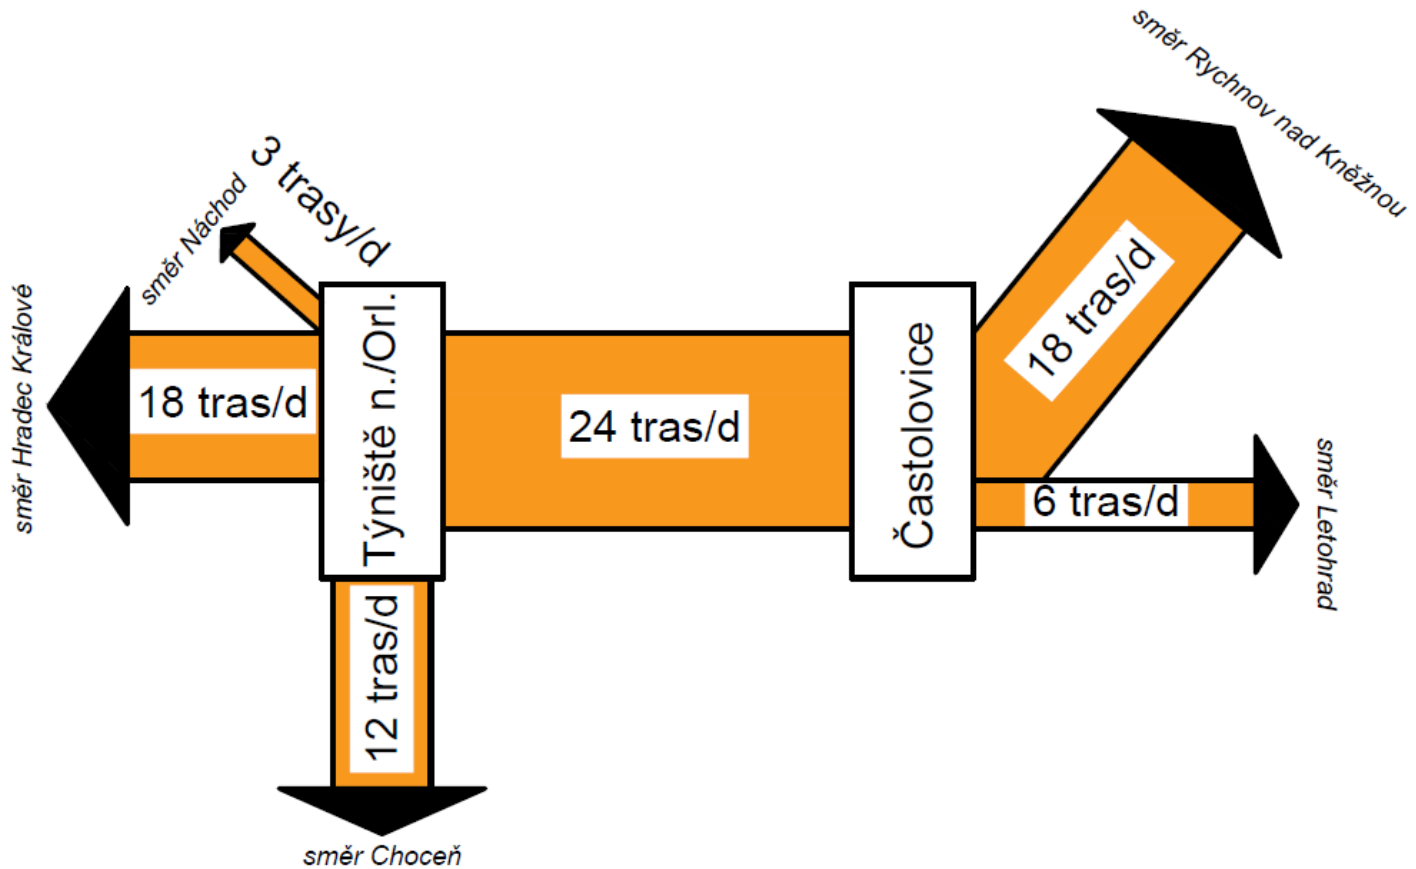 směr Rychnov nad Kněžnou
3 trasy/d
směr Náchod
směr Hradec Králové
18 tras/d
Týniště n./Orl.
24 tras/d
Častolovice
18 tras/d
6 tras/d
směr Letohrad
12 tras/d
směr Choceň